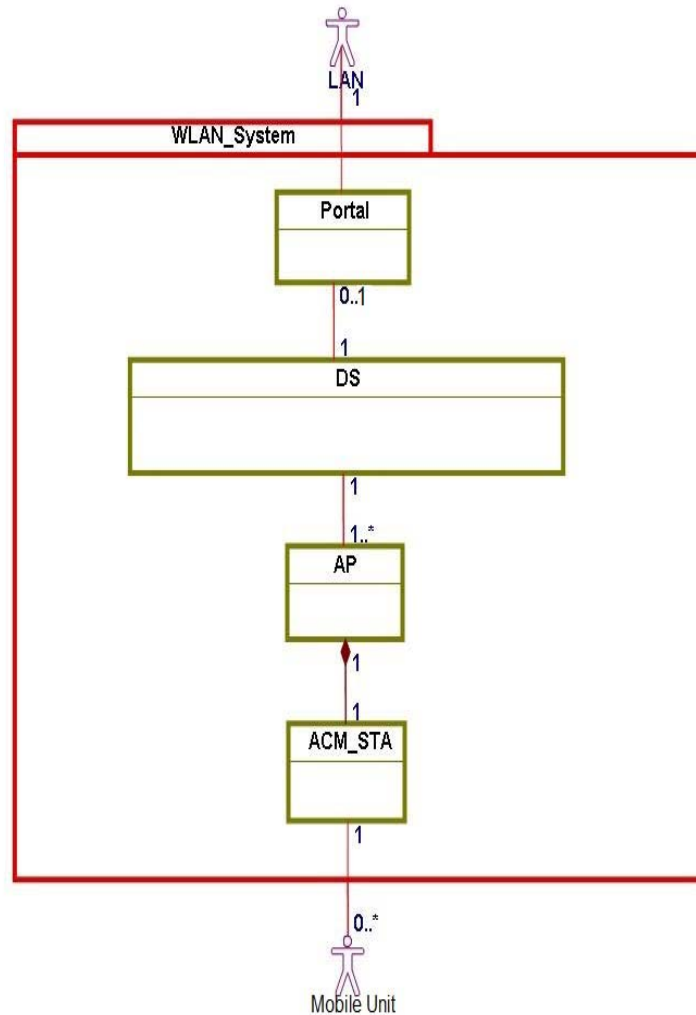 LAN
1
WLAN_System
Portal
0..1
1
DS
1
1..*
AP
1
1
ACM_STA
1
0..*
Mobile Unit